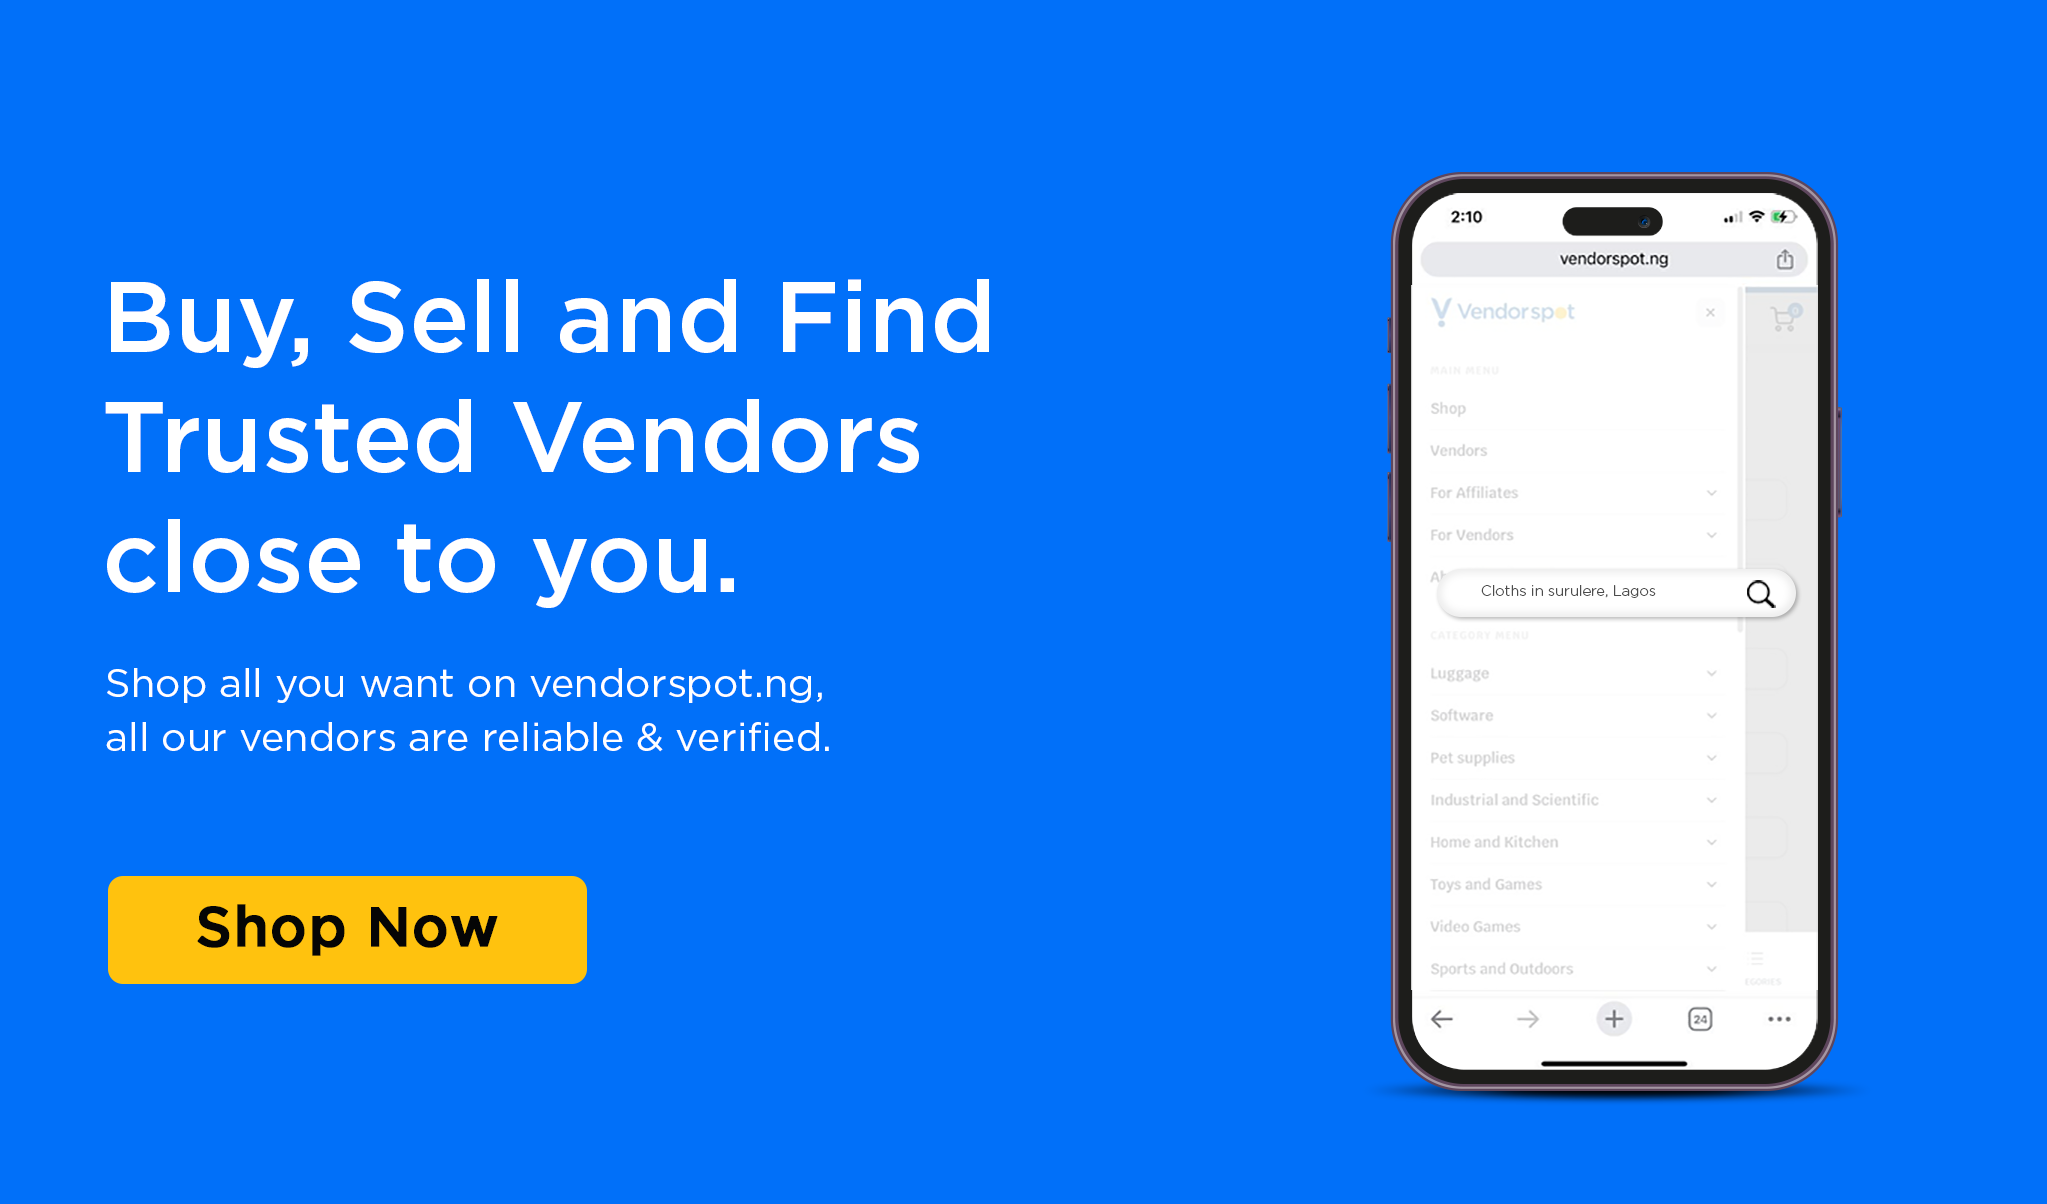 Buy, Sell and Find
Trusted Vendors
close to you.
Shop all you want on vendorspot.ng,
all our vendors are reliable & verified.
Shop Now
2:10
vendorspot.ng
Vendorspot
0
MAIN MENU
Shop
Vendors
For Affiliates
For Vendors
Cloths in surulere, Lagos
CATEGORY MENU
Luggage
Software
Pet supplies
Industrial and Scientific
Home and Kitchen
Toys and Games
Video Games
Sports and Outdoors
EGORIES
24